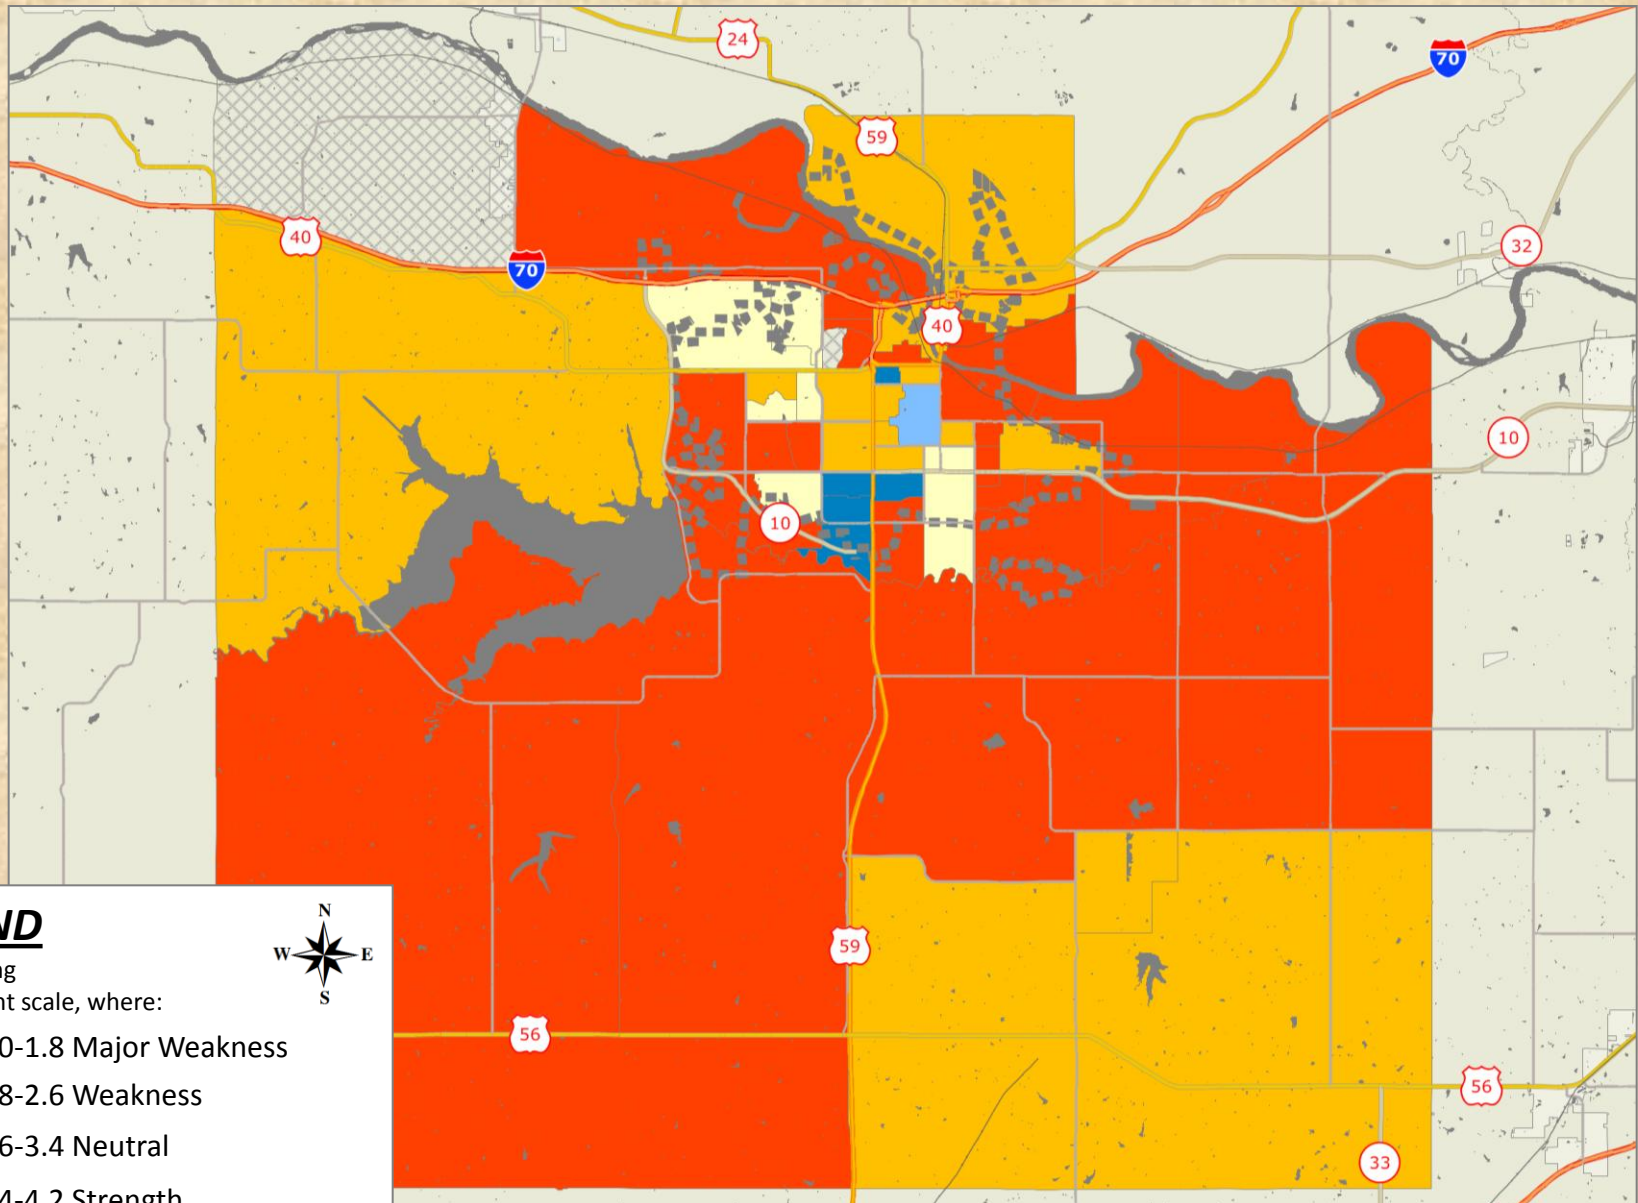 24
70
59
32
40
70
40
10
10
59
56
56
33
ND
N
W E
S
ng
nt scale, where:
0-1.8 Major Weakness
8-2.6 Weakness
6-3.4 Neutral
4-4.2 Strength